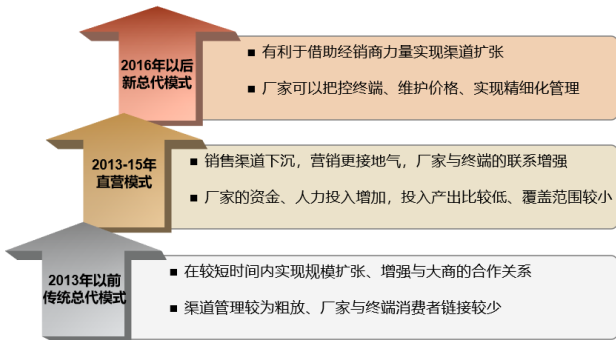 2016年以后
新总代模式
■ 有利于借助经销商力量实现渠道扩张
■ 厂家可以把控终端、维护价格、实现精细化管理
2013-15年
直营模式
■ 销售渠道下沉，营销更接地气，厂家与终端的联系增强
■ 厂家的资金、人力投入增加，投入产出比较低、覆盖范围较小
2013年以前
传统总代模式
■ 在较短时间内实现规模扩张、增强与大商的合作关系
■ 渠道管理较为粗放、厂家与终端消费者链接较少